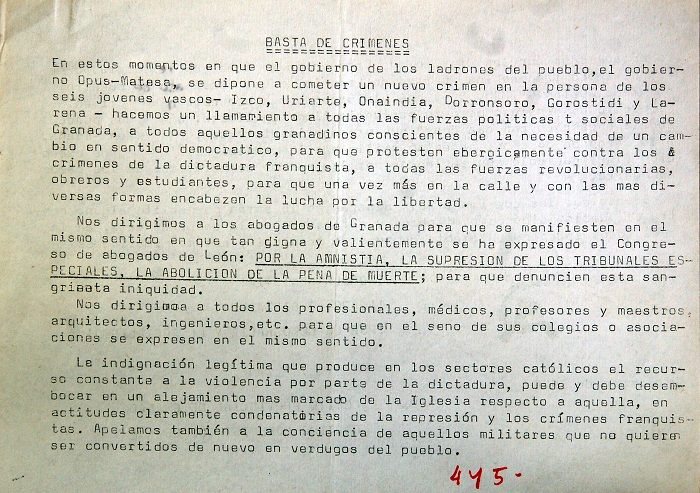 BASTA DE CRIMENES
En estos momentos en que el gobierno de los ladrones del pueblo,el gobier-
no Opus-Matesa, se dipone a cometer un nuevo crimen en la persona de los
seis jovenes vascos- Izco, Uriarte, Onaindia, Dorronsoro, Gorostidi y La-
rena - hacemos un llamamiento a todas las fuerzas politicas t sociales de
Granada, a todos aquellos granadinos conscientes de la necesidad de un cam-
bio en sentido democratico, para que protesten ebergicamente contra los &
crimenes de la dictadura franquista, a todas las fuerzas revolucionarias,
obreros y estudiantes, para que una vez más en la calle y con las mas di-
versas formas encabezen la lucha por la libertad.
Nos dirigimos a los abogados de Granada para que se manifiesten en el
mismo sentido en que tan digna y valientemente se ha expresado el Congre-
so de abogados de León: POR LA AMNISTIA, LA SUPRESION DE LOS TRIBUNALES ES-
PECIALES, LA ABOLICION DE LA PENA DE MUERTE; para que denuncien esta san-
grienta iniquidad.
Nos dirigimos a todos los profesionales, médicos, profesores y maestros,
arquitectos, ingenieros,etc. para que en el seno de sus colegios o asocia-
ciones se expresen en el mismo sentido.
La indignación legítima que produce en los sectores católicos el recur-
so constante a la violencia por parte de la dictadura, puede y debe desem-
bocar en un alejamiento mas marcado de la Iglesia respecto a aquella, en
actitudes claramente condenatorias de la represión y los crímenes franquis-
tas. Apelamos también a la conciencia de aquellos militares que no quieren
ser convertidos de nuevo en verdugos del pueblo.
445.